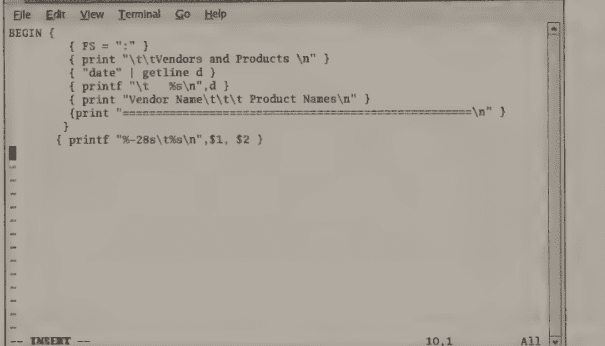 File Edit View Terminal Go Help
BEGIN {
{ FS = ":" }
{ print "\t\tVendors and Products \n" }
{ "date" | getline d }
{ printf "\t %s\n",d }
{ print "Vendor Name\t\t\t Product Names\n" }
{print "==================================================\n" }
}
{ printf "%-28s\t%s\n",$1, $2 }
~
~
~
~
~
~
~
~
~
~
~
~
~
-- INSERT -- 10,1 All